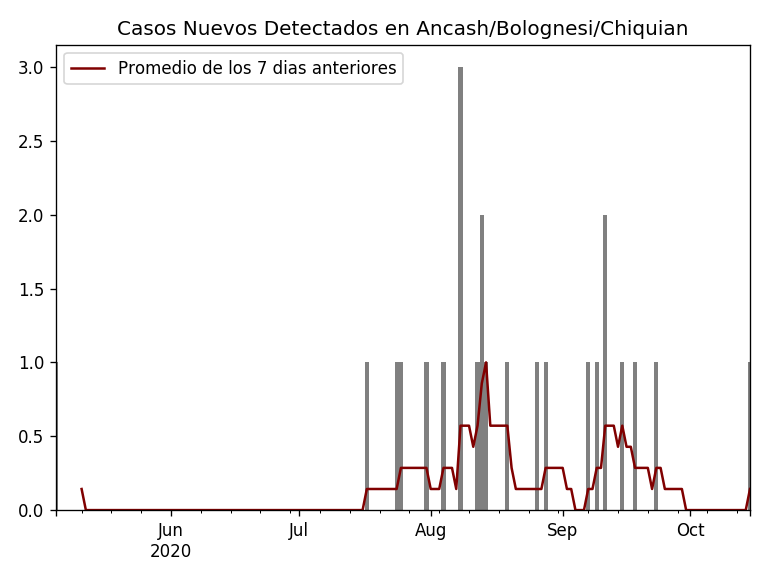 Casos Nuevos Detectados en Ancash/Bolognesi/Chiquian
Promedio de los 7 dias anteriores
3.0
2.5
2.0
1.5
1.0
0.5
0.0
Jun Jul Aug Sep Oct
2020